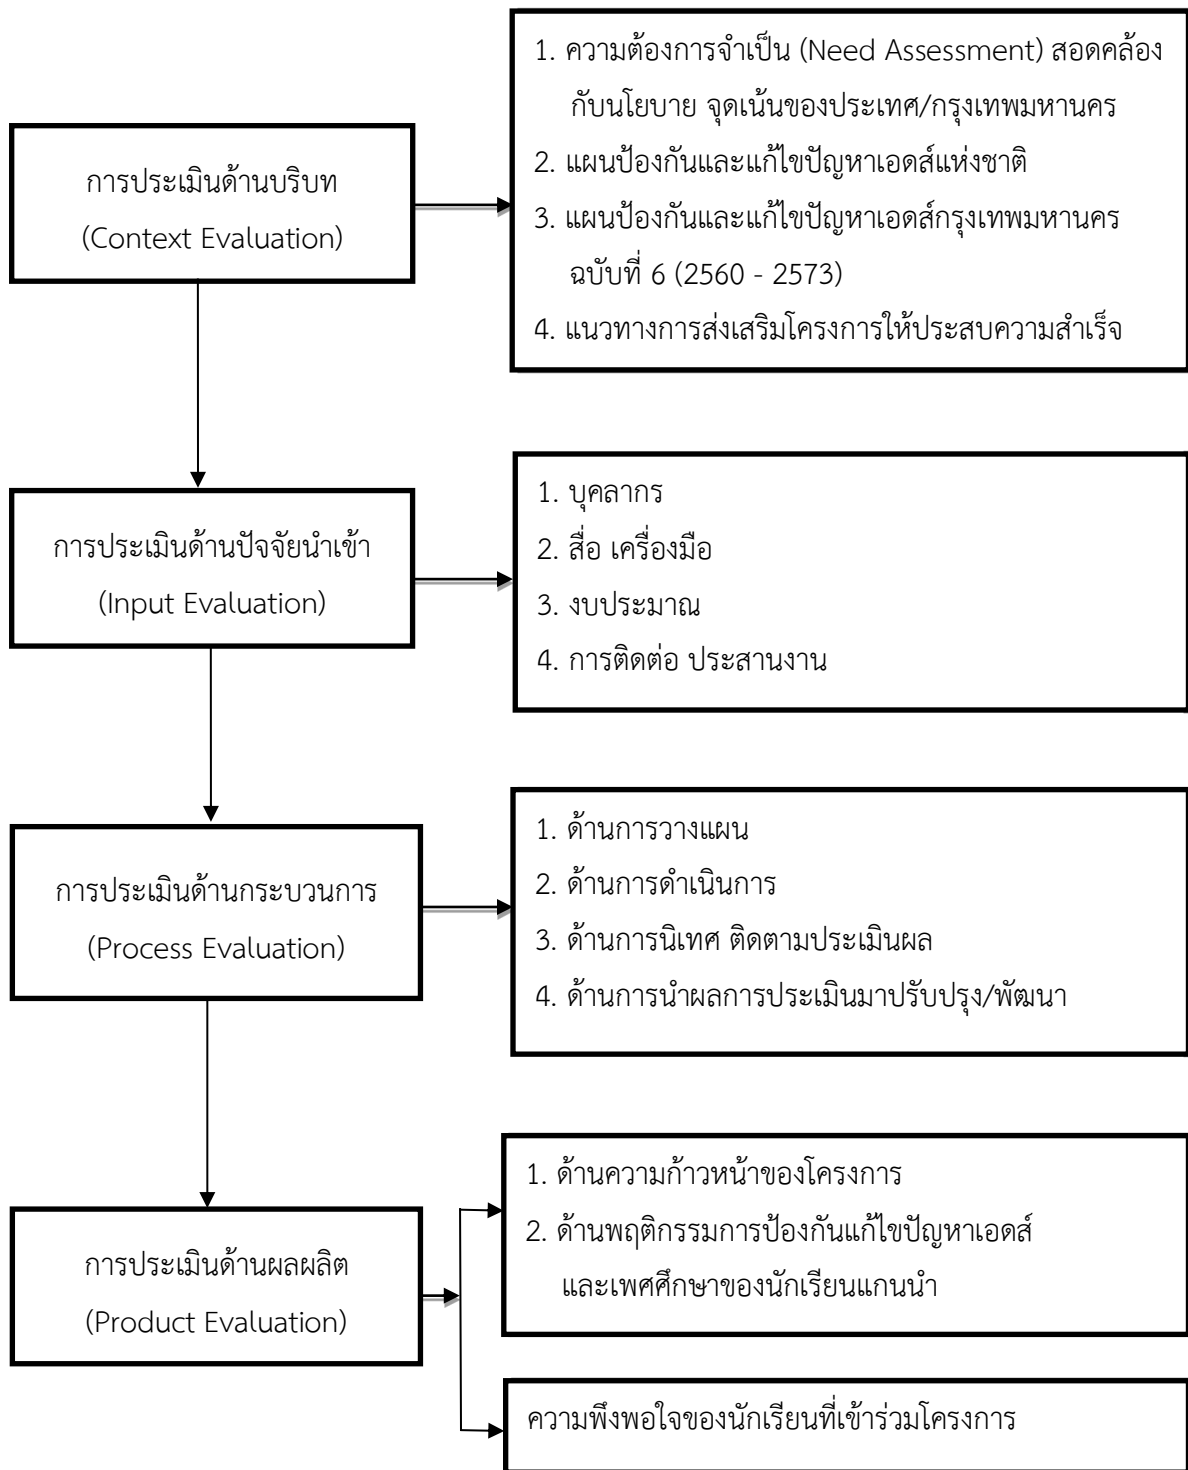 การประเมินด้านบริบท
(Context Evaluation)
1. ความต้องการจำเป็น (Need Assessment) สอดคล้อง
กับนโยบาย จุดเน้นของประเทศ/กรุงเทพมหานคร
2. แผนป้องกันและแก้ไขปัญหาเอดส์แห่งชาติ
3. แผนป้องกันและแก้ไขปัญหาเอดส์กรุงเทพมหานคร
ฉบับที่ 6 (2560 - 2573)
4. แนวทางการส่งเสริมโครงการให้ประสบความสำเร็จ
การประเมินด้านปัจจัยนำเข้า
(Input Evaluation)
1. บุคลากร
2. สื่อ เครื่องมือ
3. งบประมาณ
4. การติดต่อ ประสานงาน
การประเมินด้านกระบวนการ
(Process Evaluation)
1. ด้านการวางแผน
2. ด้านการดำเนินการ
3. ด้านการนิเทศ ติดตามประเมินผล
4. ด้านการนำผลการประเมินมาปรับปรุง/พัฒนา
การประเมินด้านผลผลิต
(Product Evaluation)
1. ด้านความก้าวหน้าของโครงการ
2. ด้านพฤติกรรมการป้องกันแก้ไขปัญหาเอดส์
และเพศศึกษาของนักเรียนแกนนำ
ความพึงพอใจของนักเรียนที่เข้าร่วมโครงการ